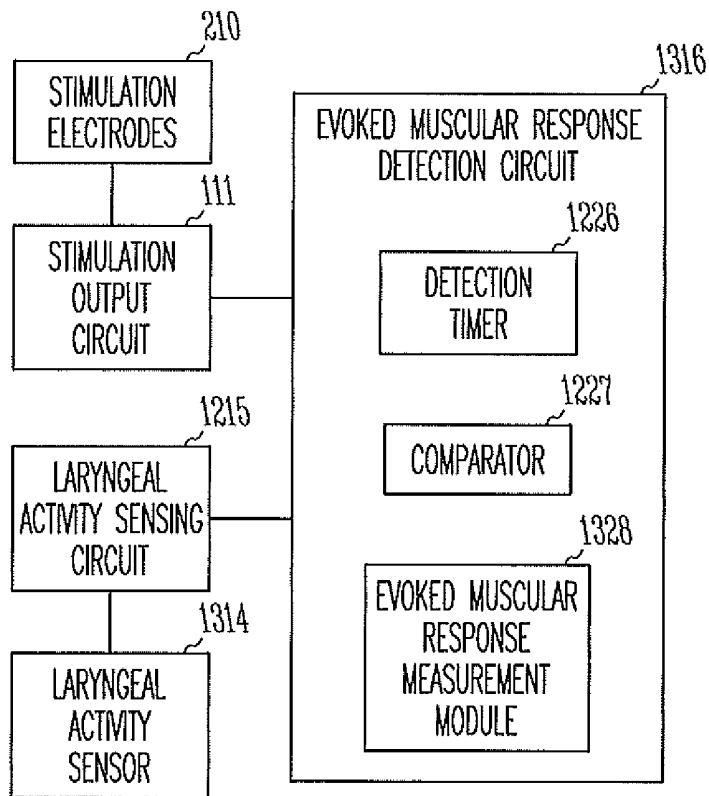 210
STIMULATION
ELECTRODES
111
STIMULATION
OUTPUT
CIRCUIT
1215
LARYNGEAL
ACTIVITY SENSING
CIRCUIT
1314
LARYNGEAL
ACTIVITY
SENSOR
1316
EVOKED MUSCULAR RESPONSE
DETECTION CIRCUIT
1226
DETECTION
TIMER
1227
COMPARATOR
1328
EVOKED MUSCULAR
RESPONSE
MEASUREMENT
MODULE